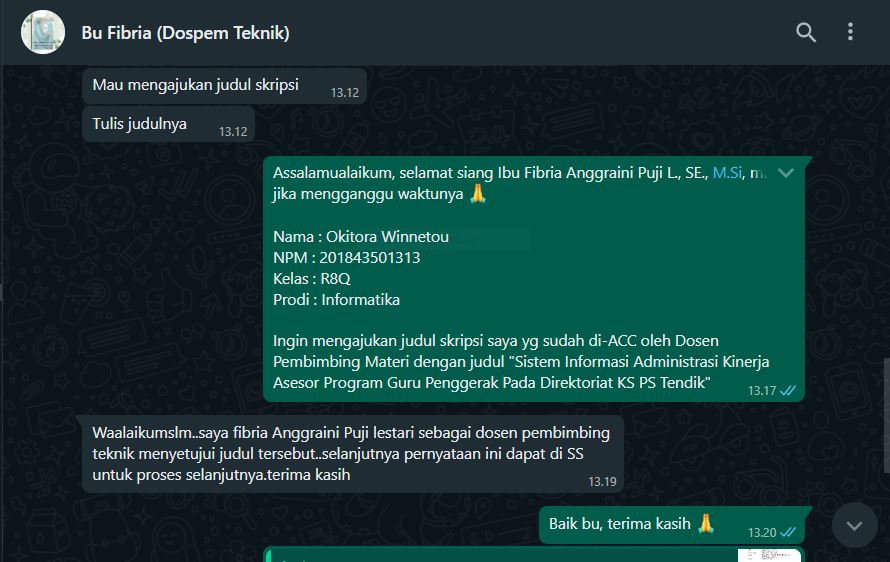 Bu Fibria (Dospem Teknik)
Mau mengajukan judul skripsi
13.12
Tulis judulnya
13.12
Assalamualaikum, selamat siang Ibu Fibria Anggraini Puji L., SE., M.Si,
jika mengganggu waktunya 🙏
Nama : Okitora Winnetou
NPM : 201843501313
Kelas : R8Q
Prodi : Informatika
Ingin mengajukan judul skripsi saya yg sudah di-ACC oleh Dosen
Pembimbing Materi dengan judul "Sistem Informasi Administrasi Kinerja
Asesor Program Guru Penggerak Pada Direktoriat KS PS Tendik"
13.17
Waalaikumslm..saya fibria Anggraini Puji lestari sebagai dosen pembimbing
teknik menyetujui judul tersebut..selanjutnya pernyataan ini dapat di SS
untuk proses selanjutnya.terima kasih
13.19
Baik bu, terima kasih 🙏
13.20